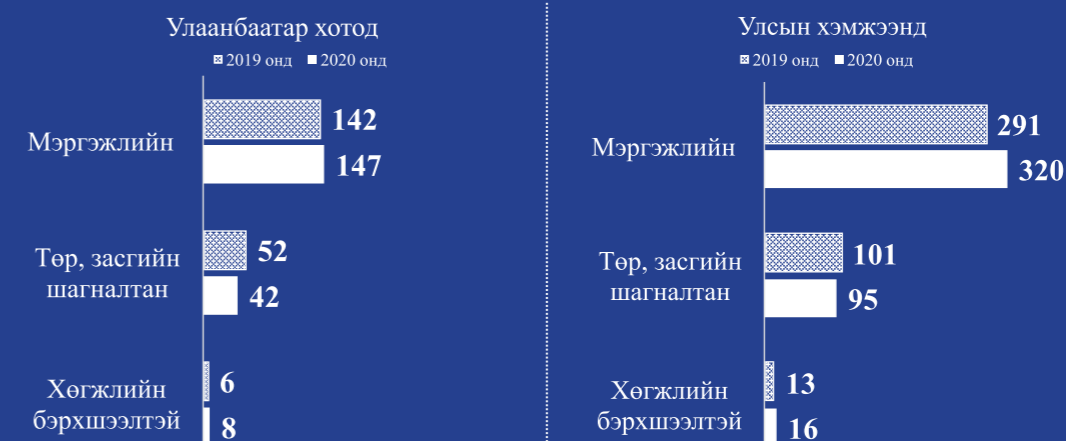 Улаанбаатар хотод
2019 онд 2020 онд
Мэргэжлийн
142
147
Төр, засгийн
шагналтан
52
42
Хөгжлийн
бэрхшээлтэй
6
8
Улсын хэмжээнд
2019 онд 2020 онд
Мэргэжлийн
291
320
Төр, засгийн
шагналтан
101
95
Хөгжлийн
бэрхшээлтэй
13
16